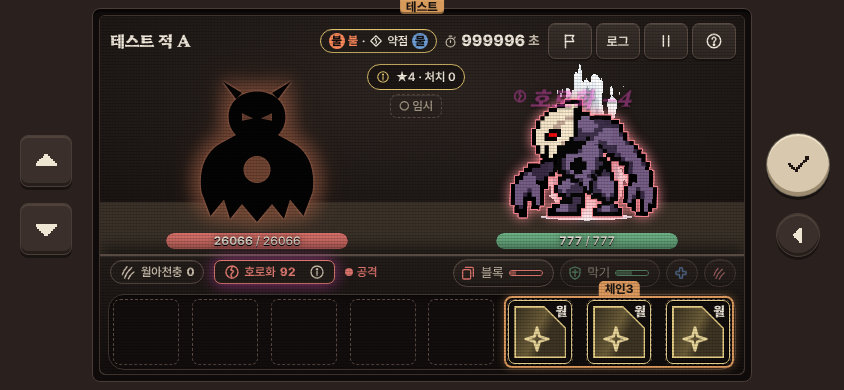 테스트
테스트 적 A
불 불 · 약점 물
999996 초
로그
★4 · 처치 0
임시
26066 / 26066
777 / 777
월아천충 0
호로화 92
공격
블록
막기
체인3
월
월
월